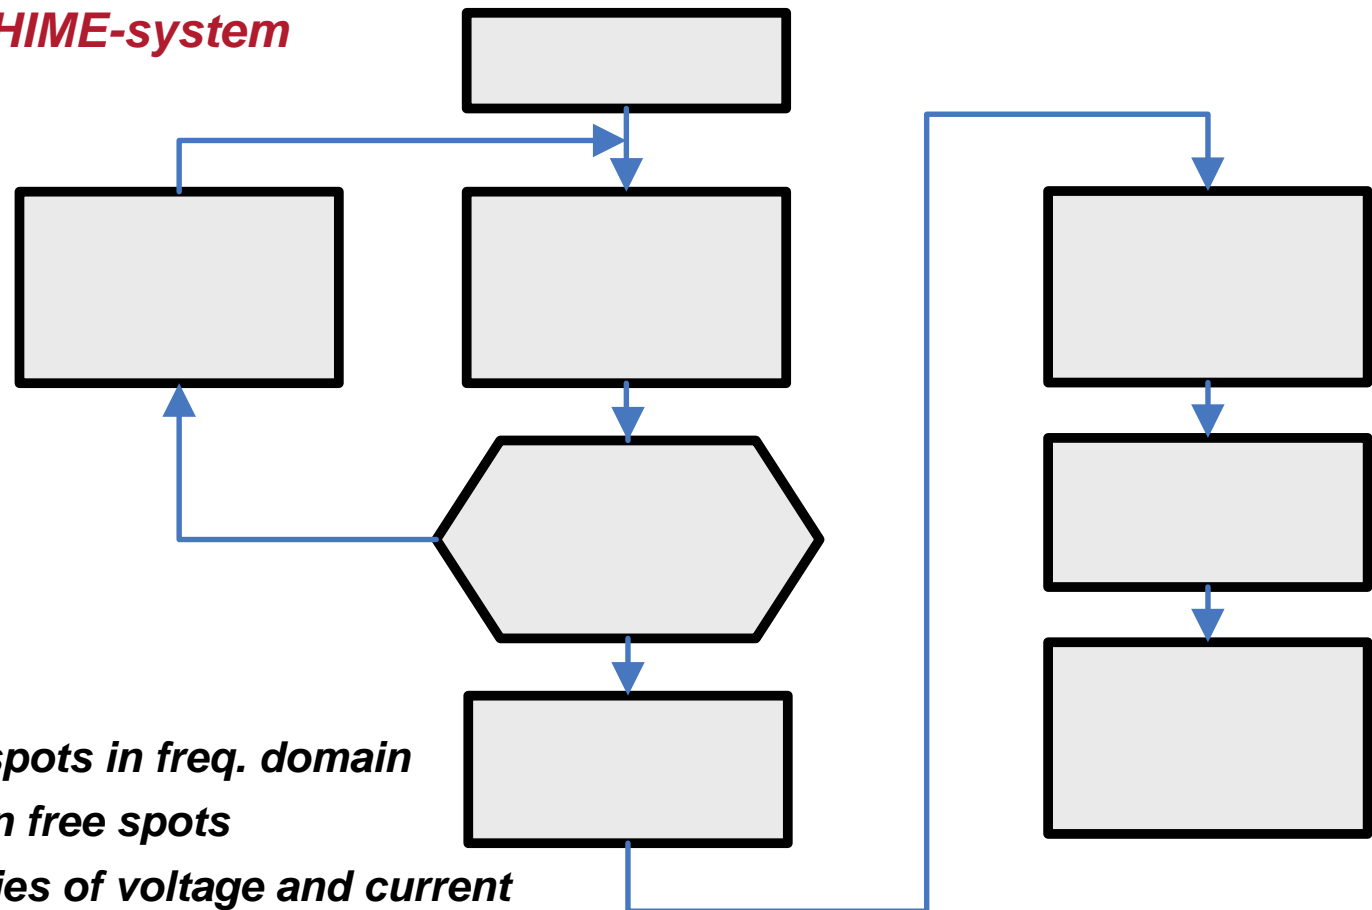 HIME-system
spots in freq. domain
n free spots
ies of voltage and current